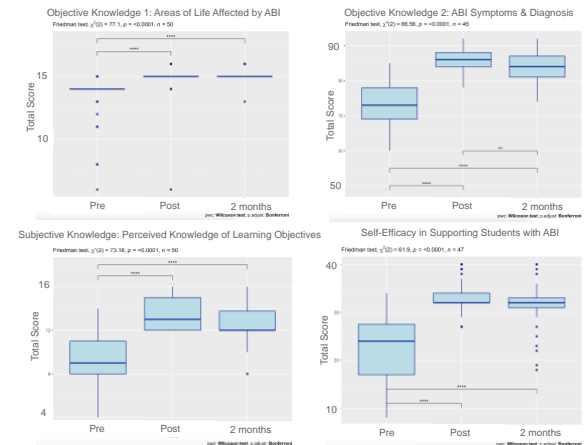 Objective Knowledge 1: Areas of Life Affected by ABI
Friedman test, χ²(2) = 77.1, p = <0.0001, n = 50
****
****
15
10
Total Score
Pre Post 2 months
pwc: Wilcoxon test; p.adjust: Bonferroni
Objective Knowledge 2: ABI Symptoms & Diagnosis
Friedman test, χ²(2) = 66.56, p = <0.0001, n = 45
90
80
70
60
50
Total Score
**
****
****
Pre Post 2 months
pwc: Wilcoxon test; p.adjust: Bonferroni
Subjective Knowledge: Perceived Knowledge of Learning Objectives
Friedman test, χ²(2) = 73.18, p = <0.0001, n = 50
****
****
16
12
8
4
Total Score
Pre Post 2 months
pwc: Wilcoxon test; p.adjust: Bonferroni
Self-Efficacy in Supporting Students with ABI
Friedman test, χ²(2) = 61.9, p = <0.0001, n = 47
40
30
20
10
Total Score
****
****
Pre Post 2 months
pwc: Wilcoxon test; p.adjust: Bonferroni